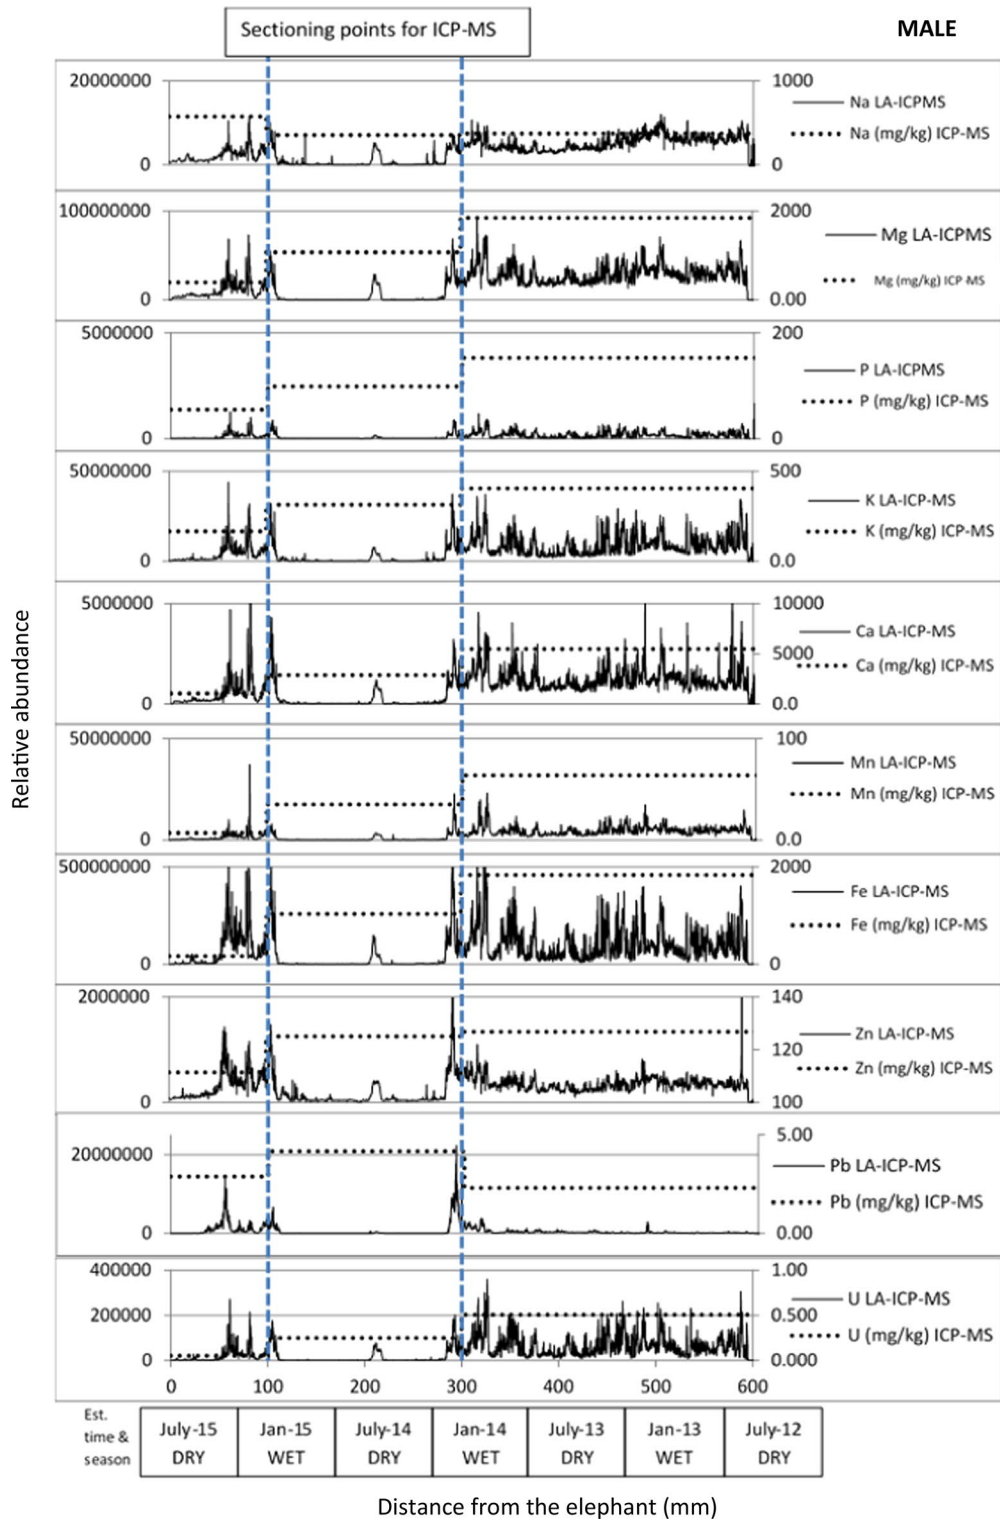 Sectioning points for ICP-MS
MALE
20000000
1000
Na LA-ICPMS
Na (mg/kg) ICP-MS
0
0
100000000
2000
Mg LA-ICPMS
Mg (mg/kg) ICP-MS
0
0.00
5000000
200
P LA-ICPMS
P (mg/kg) ICP-MS
0
0
50000000
500
K LA-ICP-MS
K (mg/kg) ICP-MS
0
0.0
5000000
10000
Ca LA-ICP-MS
5000
Ca (mg/kg) ICP-MS
0
0.0
50000000
100
Mn LA-ICP-MS
Mn (mg/kg) ICP-MS
0
0.0
500000000
2000
Fe LA-ICP-MS
Fe (mg/kg) ICP-MS
0
0
2000000
140
Zn LA-ICP-MS
120
Zn (mg/kg) ICP-MS
0
100
5.00
20000000
Pb LA-ICP-MS
Pb (mg/kg) ICP-MS
0
0.00
400000
1.00
U LA-ICP-MS
200000
0.500
U (mg/kg) ICP-MS
0
0.000
0 100 200 300 400 500 600
Relative abundance
Est.
time &
season
July-15
DRY
Jan-15
WET
July-14
DRY
Jan-14
WET
July-13
DRY
Jan-13
WET
July-12
DRY
Distance from the elephant (mm)